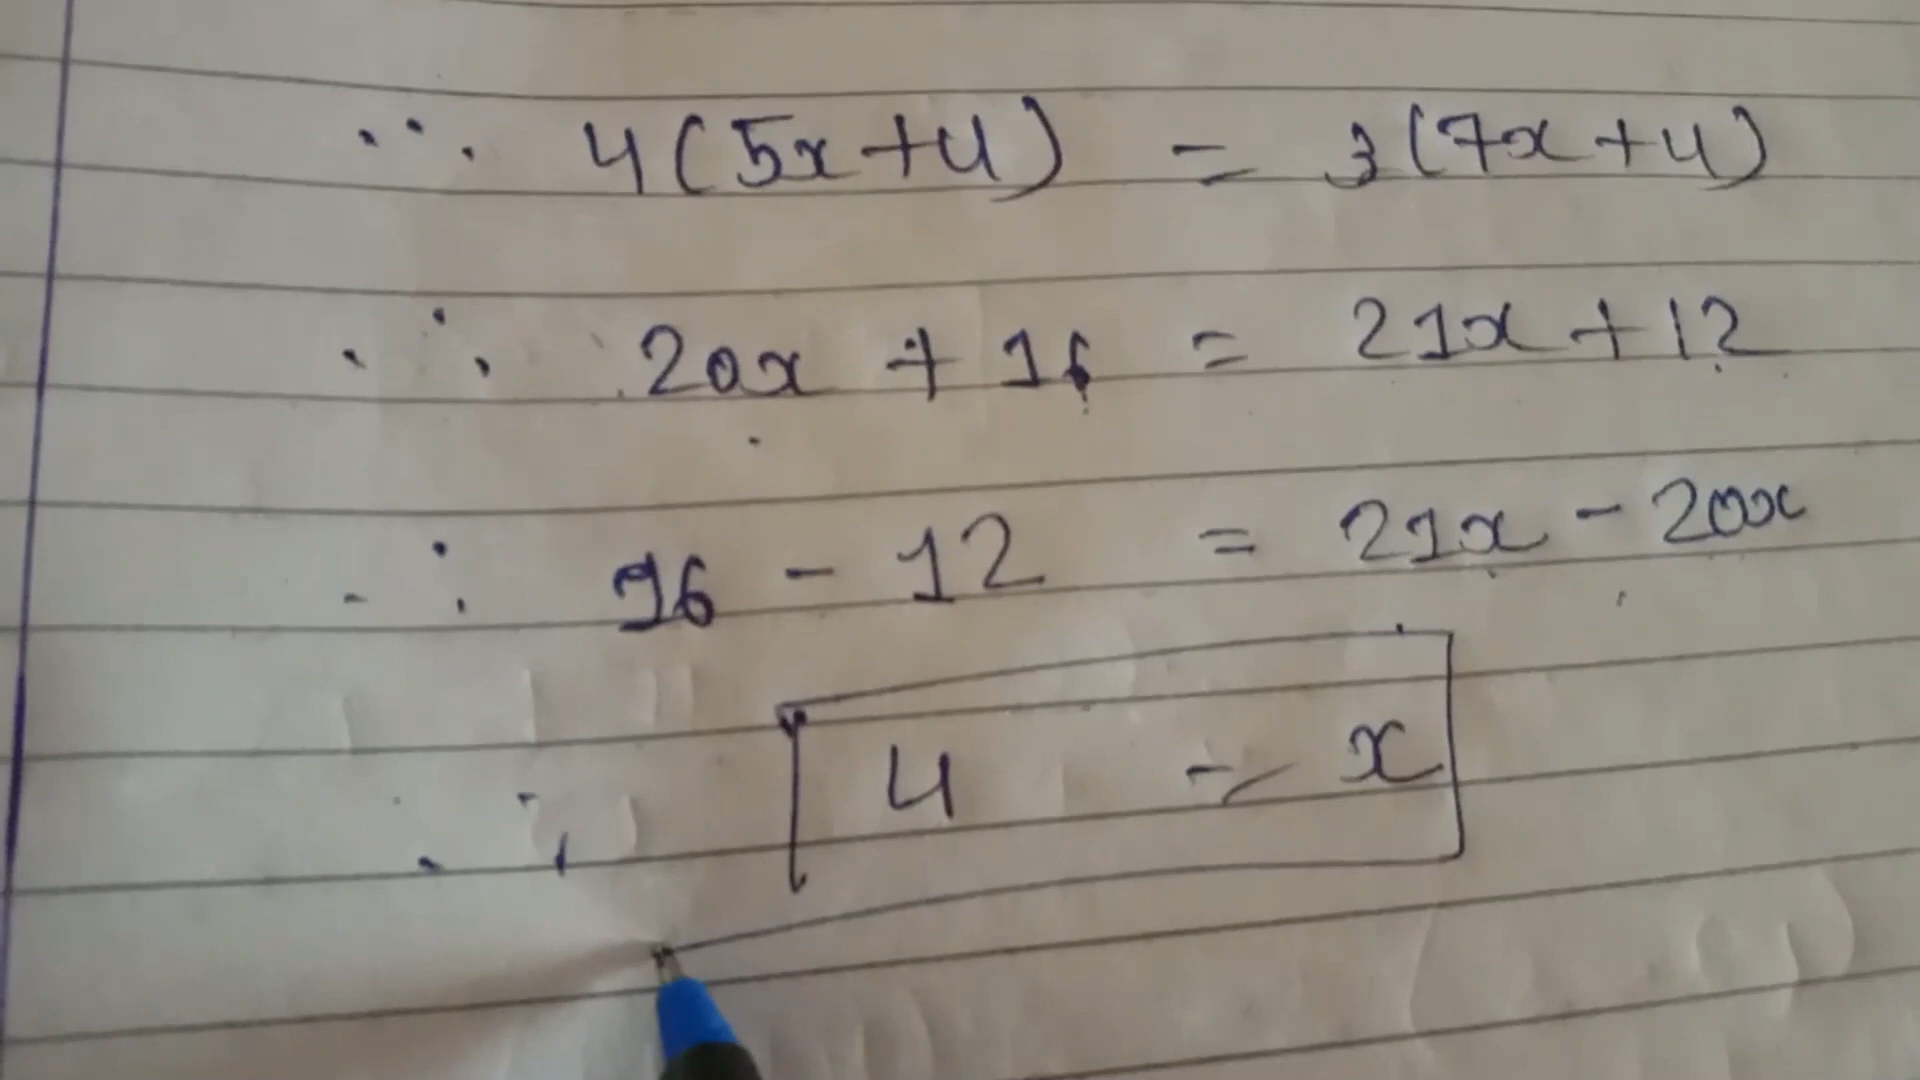 ∴ 4(5x+4) = 3(7x+4)
∴ 20x + 16 = 21x + 12
∴ 16 - 12 = 21x - 20x
∴ 4 = x